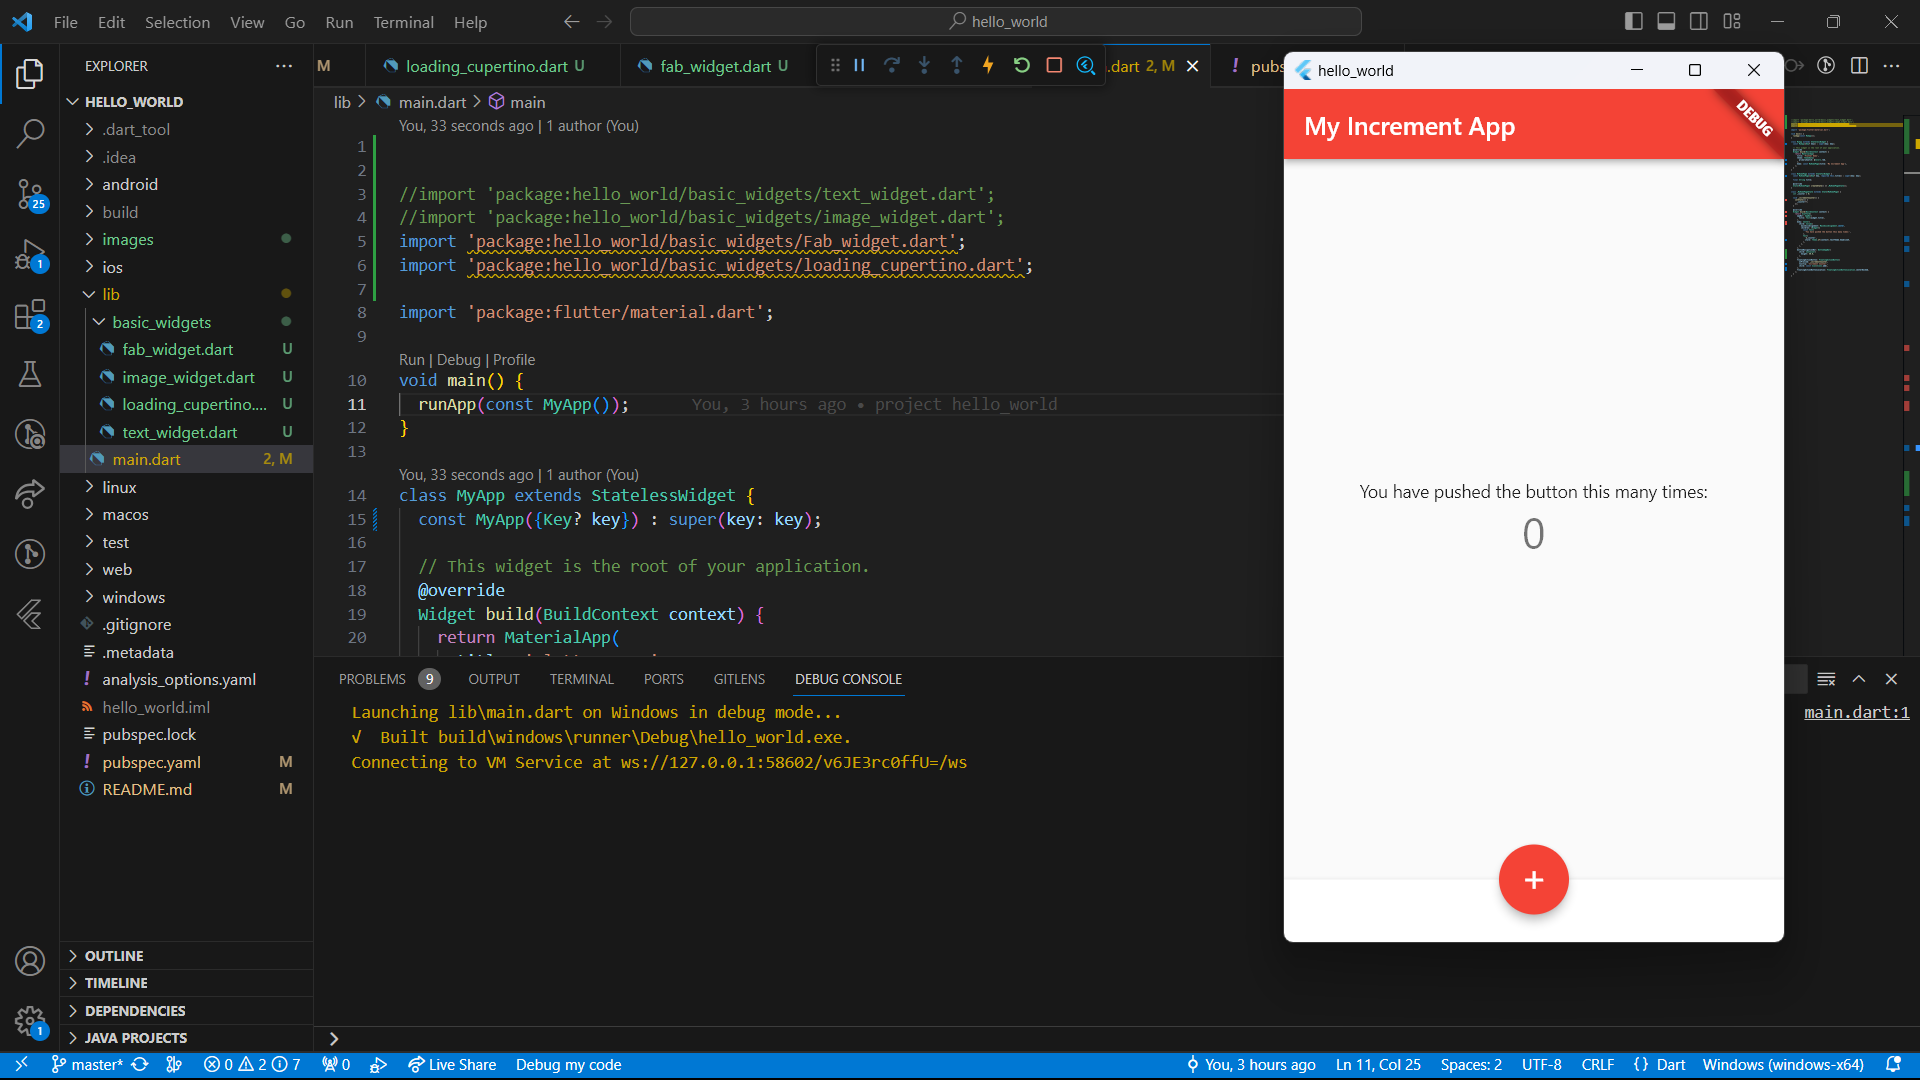 File Edit Selection View Go Run Terminal Help
hello_world
EXPLORER
HELLO_WORLD
.dart_tool
.idea
android
build
images
ios
lib
basic_widgets
fab_widget.dart U
image_widget.dart U
loading_cupertino.... U
text_widget.dart U
main.dart 2, M
linux
macos
test
web
windows
.gitignore
.metadata
analysis_options.yaml
hello_world.iml
pubspec.lock
pubspec.yaml M
README.md M
OUTLINE
TIMELINE
DEPENDENCIES
JAVA PROJECTS
25
1
2
1
M loading_cupertino.dart U fab_widget.dart U .dart 2, M pubs
lib > main.dart > main
You, 33 seconds ago | 1 author (You)
1
2
3 //import 'package:hello_world/basic_widgets/text_widget.dart';
4 //import 'package:hello_world/basic_widgets/image_widget.dart';
5 import 'package:hello_world/basic_widgets/Fab_widget.dart';
6 import 'package:hello_world/basic_widgets/loading_cupertino.dart';
7
8 import 'package:flutter/material.dart';
9
Run | Debug | Profile
10 void main() {
11 runApp(const MyApp()); You, 3 hours ago • project hello_world
12 }
13
You, 33 seconds ago | 1 author (You)
14 class MyApp extends StatelessWidget {
15 const MyApp({Key? key}) : super(key: key);
16
17 // This widget is the root of your application.
18 @override
19 Widget build(BuildContext context) {
20 return MaterialApp(
PROBLEMS 9 OUTPUT TERMINAL PORTS GITLENS DEBUG CONSOLE
Launching lib\main.dart on Windows in debug mode...
√ Built build\windows\runner\Debug\hello_world.exe.
Connecting to VM Service at ws://127.0.0.1:58602/v6JE3rc0ffU=/ws
main.dart:1
hello_world
My Increment App
DEBUG
You have pushed the button this many times:
0
+
master* 0 2 7 0 Live Share Debug my code You, 3 hours ago Ln 11, Col 25 Spaces: 2 UTF-8 CRLF {} Dart Windows (windows-x64)